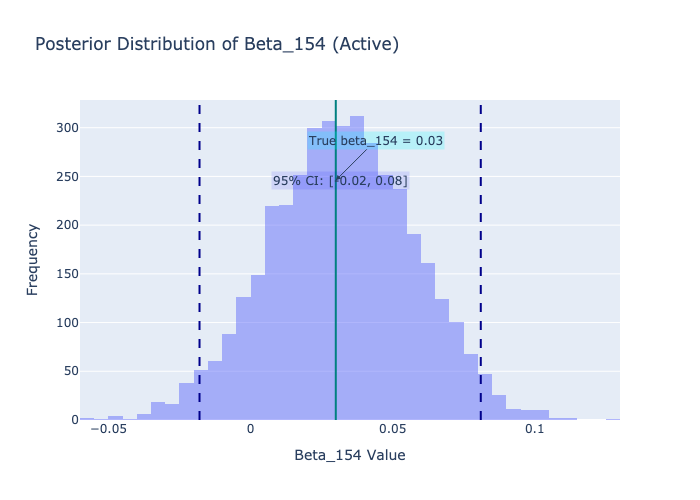 Posterior Distribution of Beta_154 (Active)
300
True beta_154 = 0.03
250
95% CI: [-0.02, 0.08]
200
Frequency
150
100
50
0
−0.05
0
0.05
0.1
Beta_154 Value